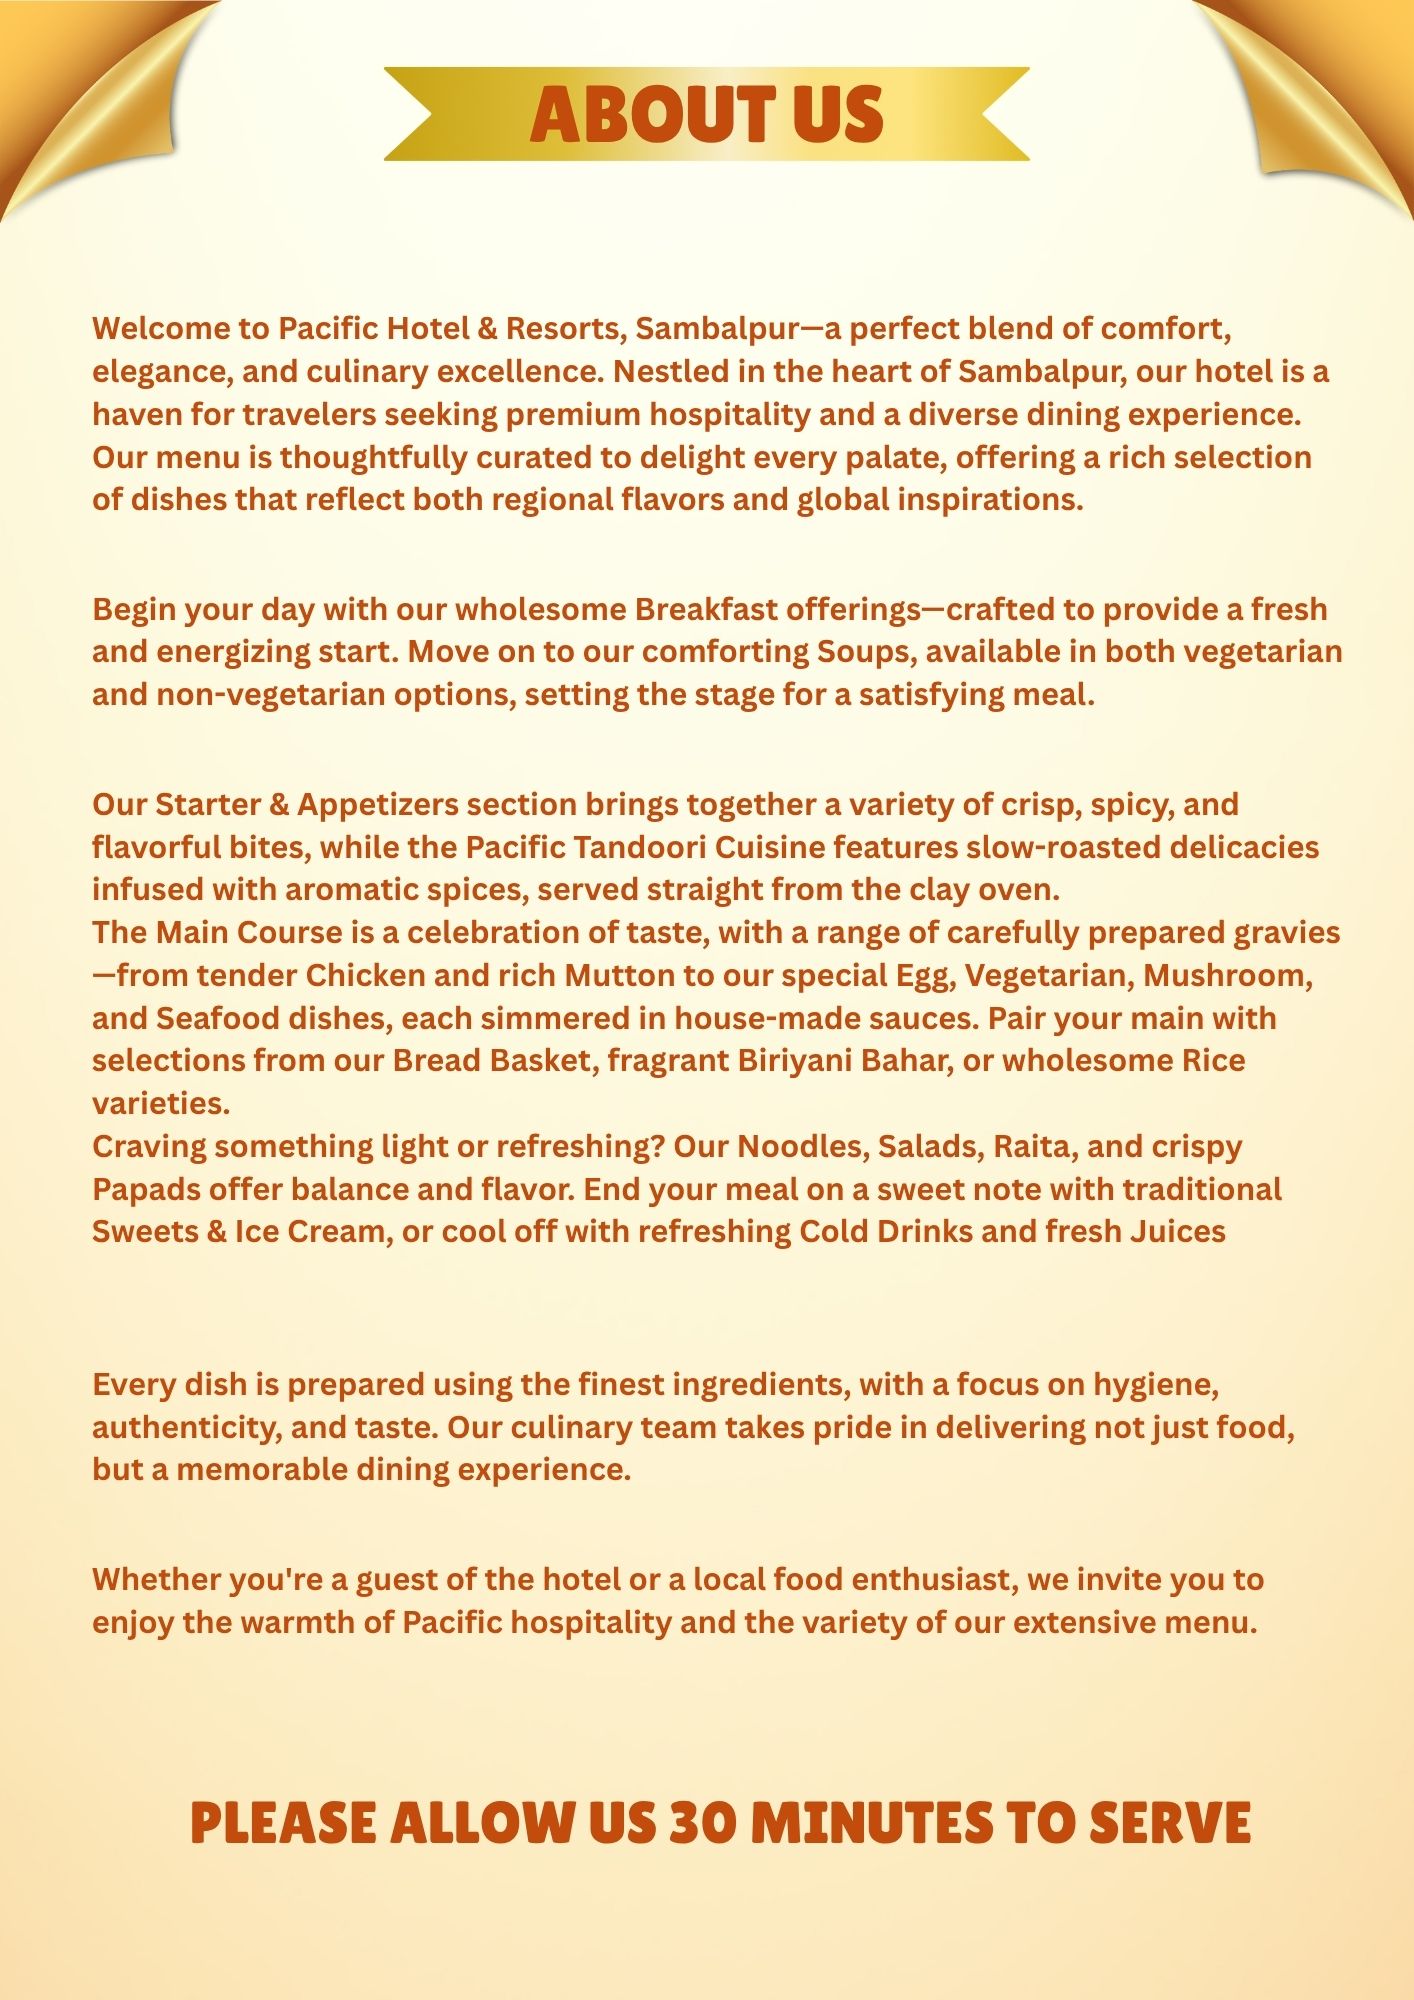 ABOUT US
Welcome to Pacific Hotel & Resorts, Sambalpur—a perfect blend of comfort,
elegance, and culinary excellence. Nestled in the heart of Sambalpur, our hotel is a
haven for travelers seeking premium hospitality and a diverse dining experience.
Our menu is thoughtfully curated to delight every palate, offering a rich selection
of dishes that reflect both regional flavors and global inspirations.
Begin your day with our wholesome Breakfast offerings—crafted to provide a fresh
and energizing start. Move on to our comforting Soups, available in both vegetarian
and non-vegetarian options, setting the stage for a satisfying meal.
Our Starter & Appetizers section brings together a variety of crisp, spicy, and
flavorful bites, while the Pacific Tandoori Cuisine features slow-roasted delicacies
infused with aromatic spices, served straight from the clay oven.
The Main Course is a celebration of taste, with a range of carefully prepared gravies
—from tender Chicken and rich Mutton to our special Egg, Vegetarian, Mushroom,
and Seafood dishes, each simmered in house-made sauces. Pair your main with
selections from our Bread Basket, fragrant Biriyani Bahar, or wholesome Rice
varieties.
Craving something light or refreshing? Our Noodles, Salads, Raita, and crispy
Papads offer balance and flavor. End your meal on a sweet note with traditional
Sweets & Ice Cream, or cool off with refreshing Cold Drinks and fresh Juices
Every dish is prepared using the finest ingredients, with a focus on hygiene,
authenticity, and taste. Our culinary team takes pride in delivering not just food,
but a memorable dining experience.
Whether you're a guest of the hotel or a local food enthusiast, we invite you to
enjoy the warmth of Pacific hospitality and the variety of our extensive menu.
PLEASE ALLOW US 30 MINUTES TO SERVE